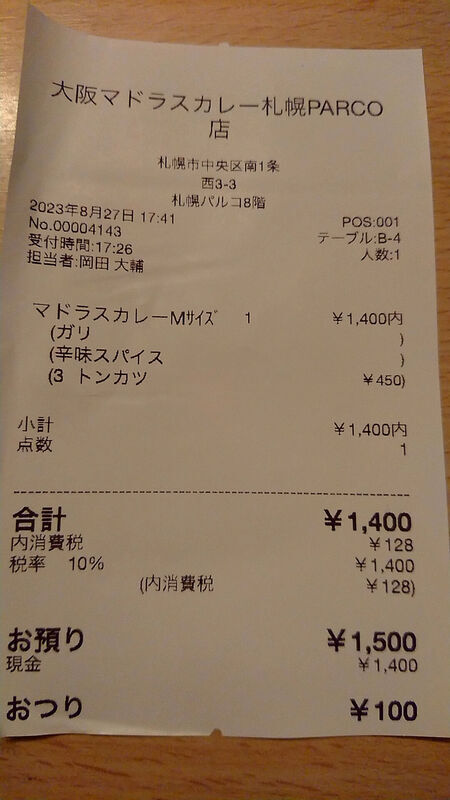 大阪マドラスカレー札幌PARCO
店
札幌市中央区南1条
西3-3
札幌パルコ8階
2023年8月27日 17:41 POS:001
No.00004143 テーブル:B-4
受付時間:17:26 人数:1
担当者:岡田 大輔
マドラスカレーMｻｲｽﾞ 1 ¥1,400内
(ガリ )
(辛味スパイス )
(3 トンカツ ¥450)
小計 ¥1,400内
点数 1
合計 ¥1,400
内消費税 ¥128
税率 10% ¥1,400
(内消費税 ¥128)
お預り ¥1,500
現金 ¥1,400
おつり ¥100